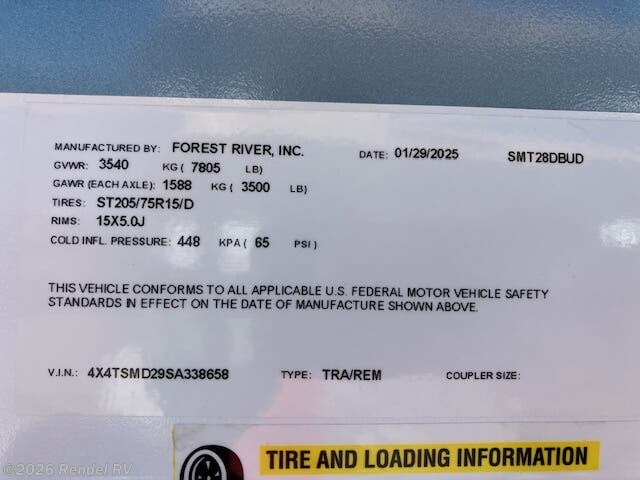 MANUFACTURED BY: FOREST RIVER, INC. DATE: 01/29/2025 SMT28DBUD
GVWR: 3540 KG ( 7805 LB)
GAWR (EACH AXLE): 1588 KG ( 3500 LB)
TIRES: ST205/75R15/D
RIMS: 15X5.0J
COLD INFL. PRESSURE: 448 KPA ( 65 PSI )
THIS VEHICLE CONFORMS TO ALL APPLICABLE U.S. FEDERAL MOTOR VEHICLE SAFETY
STANDARDS IN EFFECT ON THE DATE OF MANUFACTURE SHOWN ABOVE.
V.I.N.: 4X4TSMD29SA338658 TYPE: TRA/REM COUPLER SIZE:
TIRE AND LOADING INFORMATION
©2026 Rendel RV